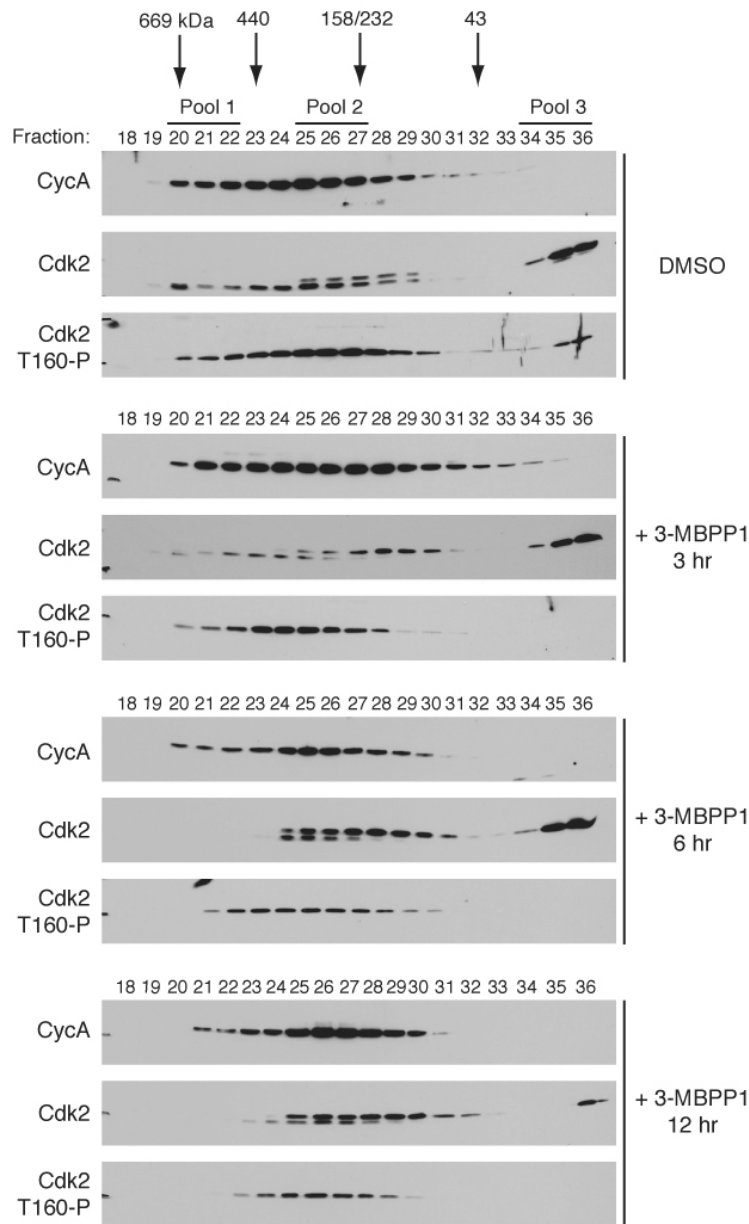 669 kDa 440 158/232 43
Pool 1 Pool 2 Pool 3
Fraction: 18 19 20 21 22 23 24 25 26 27 28 29 30 31 32 33 34 35 36
CycA
Cdk2
DMSO
Cdk2
T160-P
18 19 20 21 22 23 24 25 26 27 28 29 30 31 32 33 34 35 36
CycA
Cdk2
+ 3-MBPP1
3 hr
Cdk2
T160-P
18 19 20 21 22 23 24 25 26 27 28 29 30 31 32 33 34 35 36
CycA
Cdk2
+ 3-MBPP1
6 hr
Cdk2
T160-P
18 19 20 21 22 23 24 25 26 27 28 29 30 31 32 33 34 35 36
CycA
Cdk2
+ 3-MBPP1
12 hr
Cdk2
T160-P